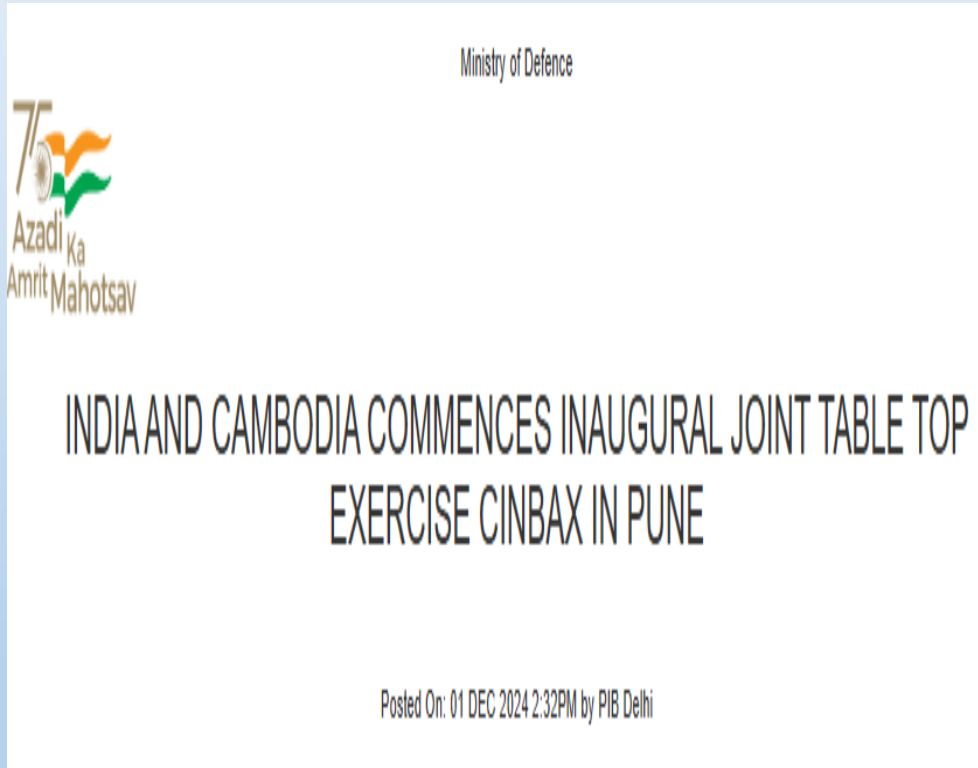 Ministry of Defence
75
Azadi Ka
Amrit Mahotsav
INDIA AND CAMBODIA COMMENCES INAUGURAL JOINT TABLE TOP
EXERCISE CINBAX IN PUNE
Posted On: 01 DEC 2024 2:32PM by PIB Delhi